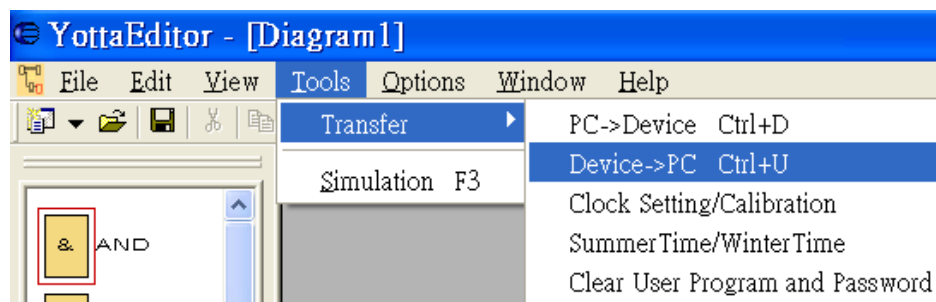 YottaEditor - [Diagram1]
File Edit View Tools Options Window Help
Transfer
PC->Device Ctrl+D
Device->PC Ctrl+U
Simulation F3
Clock Setting/Calibration
SummerTime/WinterTime
Clear User Program and Password
& AND